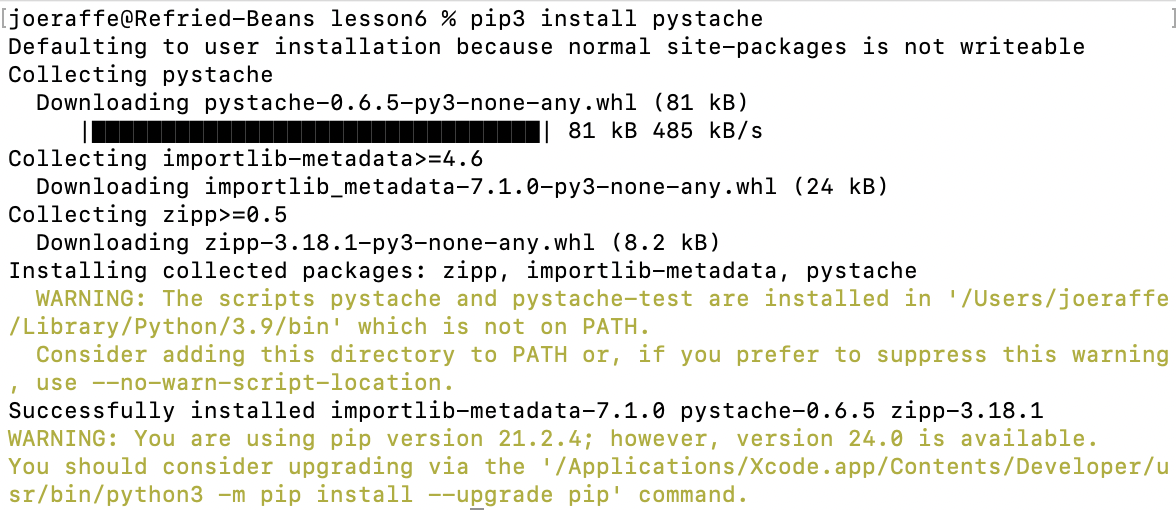 [joeraffe@Refried-Beans lesson6 % pip3 install pystache ]
Defaulting to user installation because normal site-packages is not writeable
Collecting pystache
  Downloading pystache-0.6.5-py3-none-any.whl (81 kB)
     |████████████████████████████████| 81 kB 485 kB/s
Collecting importlib-metadata>=4.6
  Downloading importlib_metadata-7.1.0-py3-none-any.whl (24 kB)
Collecting zipp>=0.5
  Downloading zipp-3.18.1-py3-none-any.whl (8.2 kB)
Installing collected packages: zipp, importlib-metadata, pystache
  WARNING: The scripts pystache and pystache-test are installed in '/Users/joeraffe
/Library/Python/3.9/bin' which is not on PATH.
  Consider adding this directory to PATH or, if you prefer to suppress this warning
, use --no-warn-script-location.
Successfully installed importlib-metadata-7.1.0 pystache-0.6.5 zipp-3.18.1
WARNING: You are using pip version 21.2.4; however, version 24.0 is available.
You should consider upgrading via the '/Applications/Xcode.app/Contents/Developer/u
sr/bin/python3 -m pip install --upgrade pip' command.